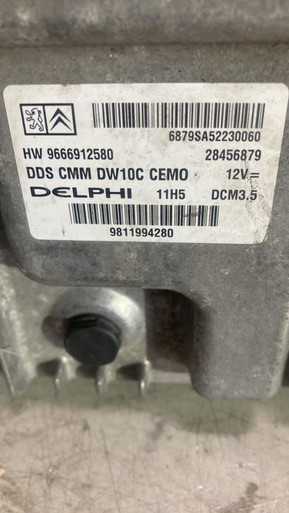 6879SA52230060
HW 9666912580 28456879
DDS CMM DW10C CEMO 12V=
DELPHI 11H5 DCM3.5
9811994280